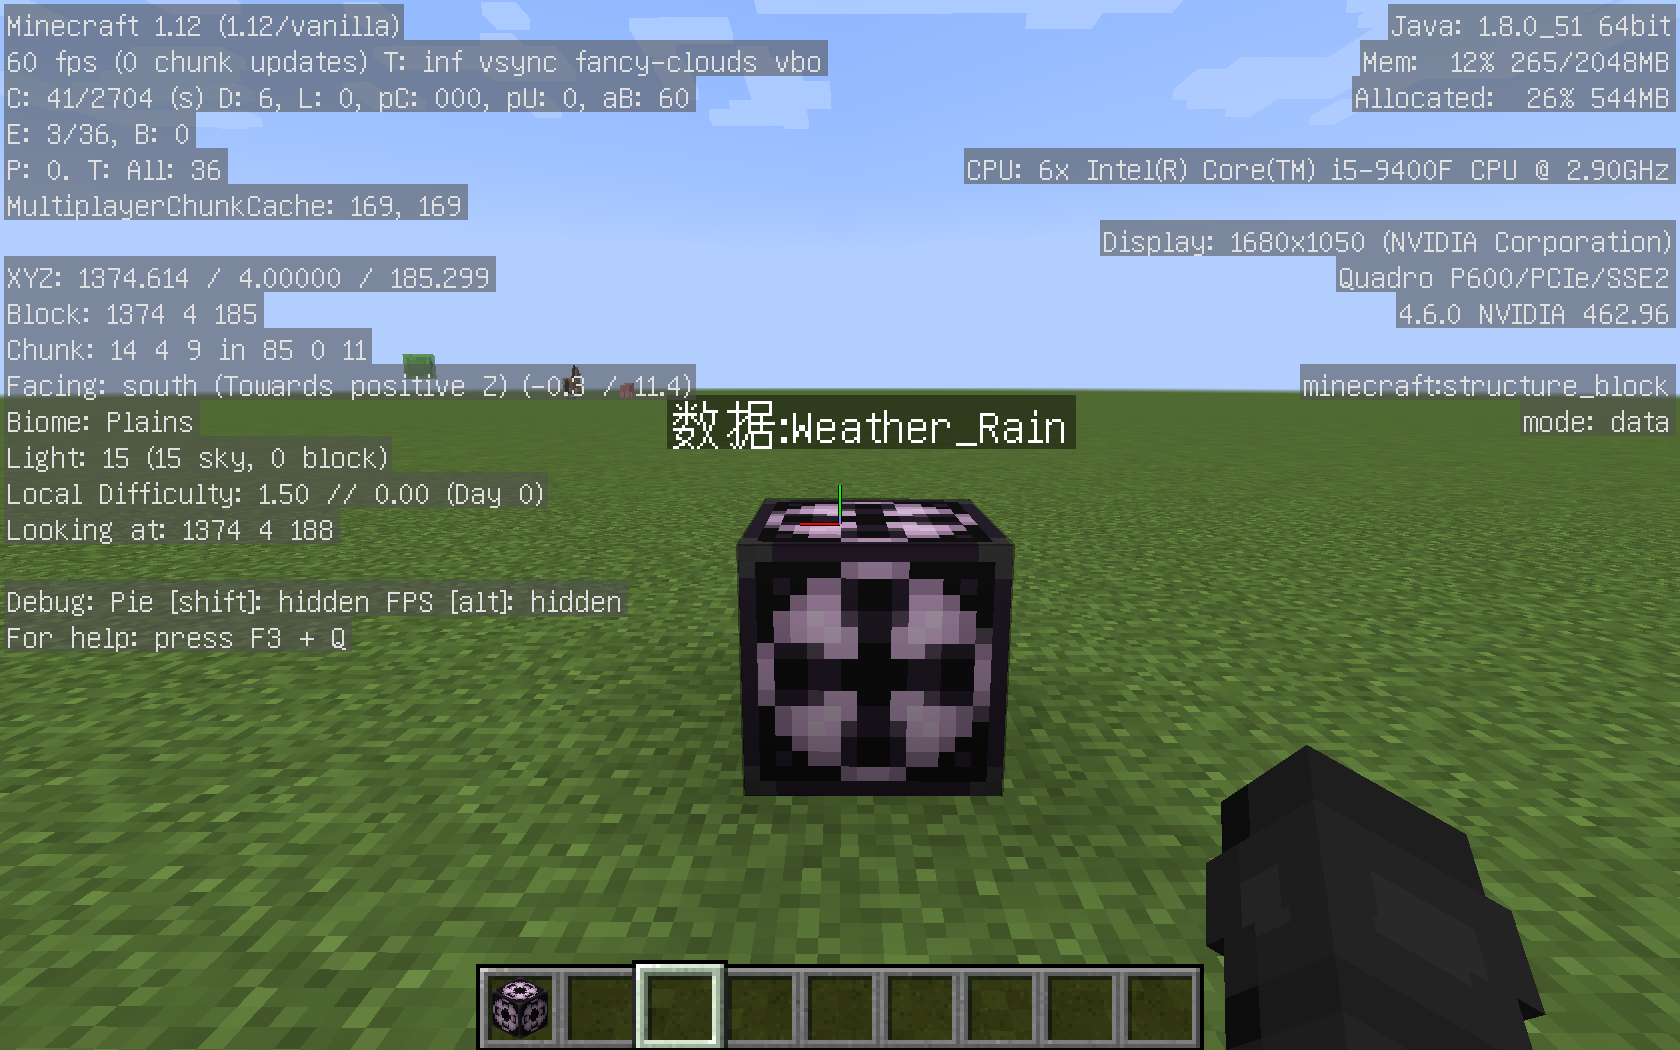 Minecraft 1.12 (1.12/vanilla)
60 fps (0 chunk updates) T: inf vsync fancy-clouds vbo
C: 41/2704 (s) D: 6, L: 0, pC: 000, pU: 0, aB: 60
E: 3/36, B: 0
P: 0. T: All: 36
MultiplayerChunkCache: 169, 169
XYZ: 1374.614 / 4.00000 / 185.299
Block: 1374 4 185
Chunk: 14 4 9 in 85 0 11
Facing: south (Towards positive Z) (-0.3 / 11.4)
Biome: Plains
Light: 15 (15 sky, 0 block)
Local Difficulty: 1.50 // 0.00 (Day 0)
Looking at: 1374 4 188
Debug: Pie [shift]: hidden FPS [alt]: hidden
For help: press F3 + Q
Java: 1.8.0_51 64bit
Mem: 12% 265/2048MB
Allocated: 26% 544MB
CPU: 6x Intel(R) Core(TM) i5-9400F CPU @ 2.90GHz
Display: 1680x1050 (NVIDIA Corporation)
Quadro P600/PCIe/SSE2
4.6.0 NVIDIA 462.96
minecraft:structure_block
mode: data
数据:Weather_Rain